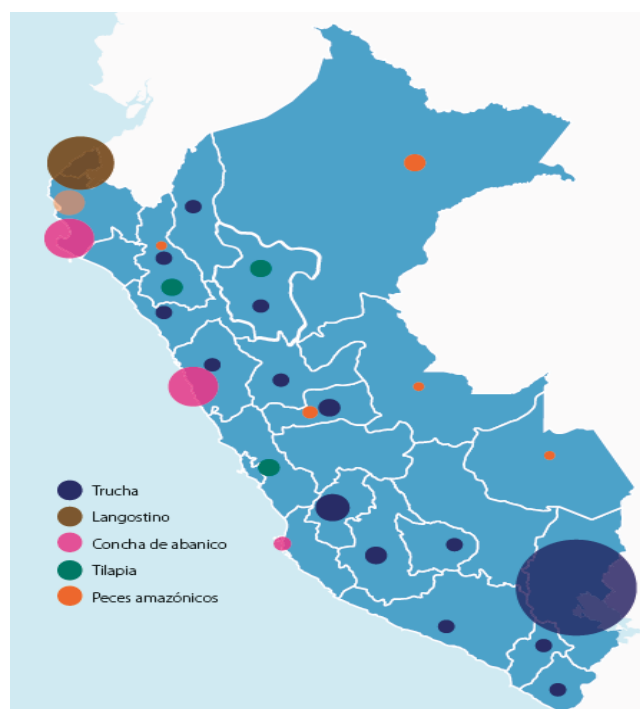 Trucha
Langostino
Concha de abanico
Tilapia
Peces amazónicos